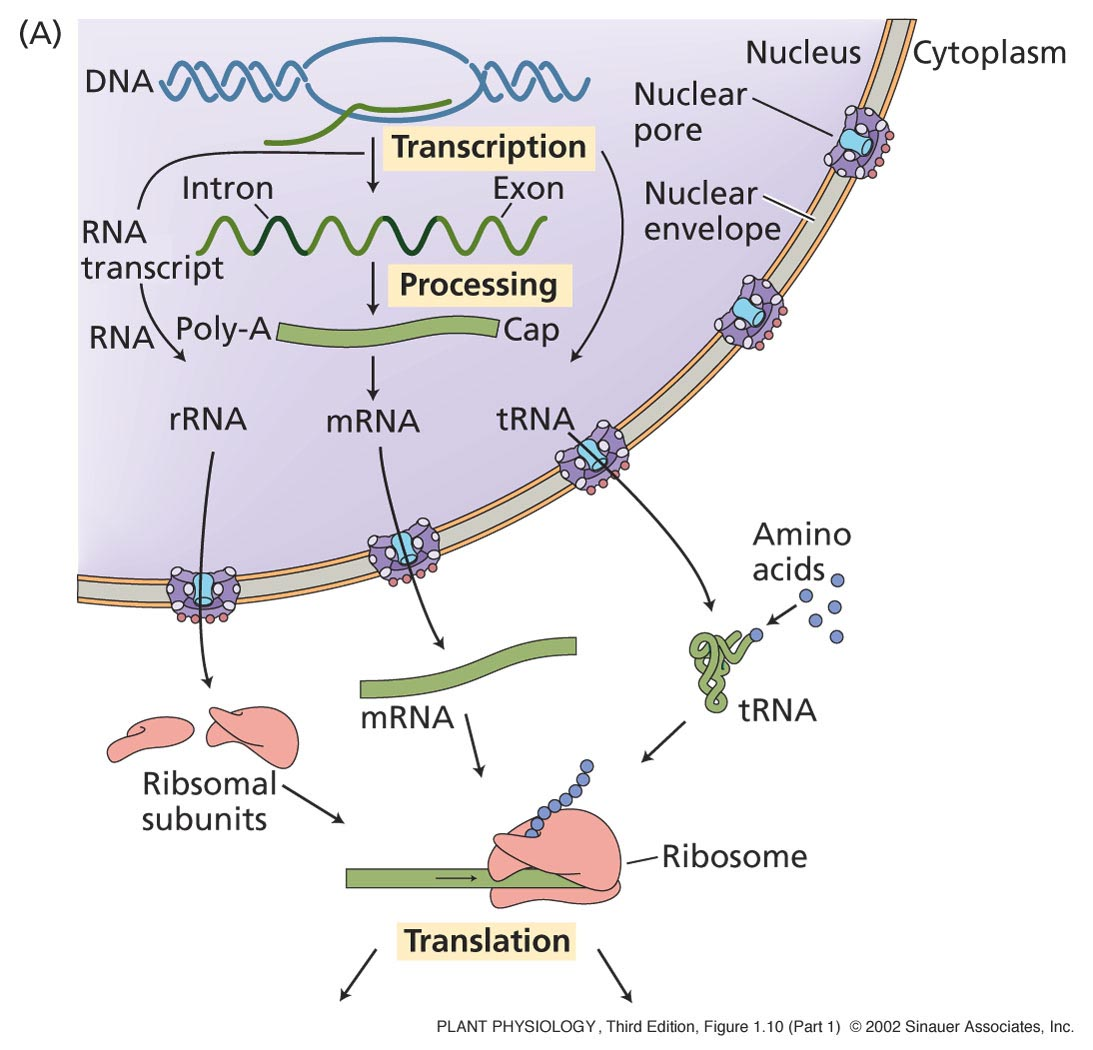 (A)
DNA
Nucleus
Cytoplasm
Nuclear
pore
Transcription
Intron
Exon
Nuclear
envelope
RNA
transcript
Processing
RNA
Poly-A
Cap
rRNA
mRNA
tRNA
Amino
acids
mRNA
tRNA
Ribsomal
subunits
Ribosome
Translation
PLANT PHYSIOLOGY, Third Edition, Figure 1.10 (Part 1) © 2002 Sinauer Associates, Inc.